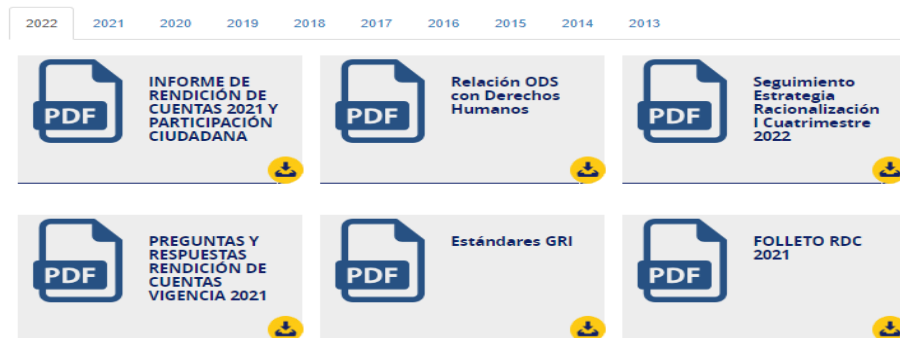 2022 2021 2020 2019 2018 2017 2016 2015 2014 2013
PDF
INFORME DE
RENDICIÓN DE
CUENTAS 2021 Y
PARTICIPACIÓN
CIUDADANA
PDF
Relación ODS
con Derechos
Humanos
PDF
Seguimiento
Estrategia
Racionalización
I Cuatrimestre
2022
PDF
PREGUNTAS Y
RESPUESTAS
RENDICIÓN DE
CUENTAS
VIGENCIA 2021
PDF
Estándares GRI
PDF
FOLLETO RDC
2021